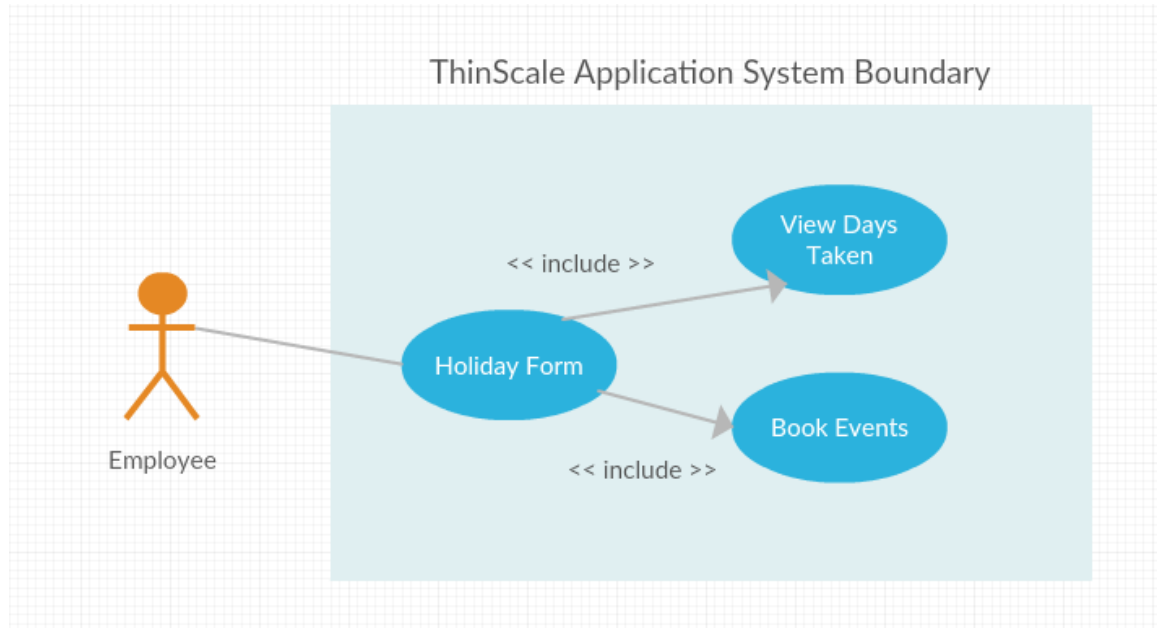 ThinScale Application System Boundary
View Days
Taken
<< include >>
Holiday Form
Book Events
Employee
<< include >>